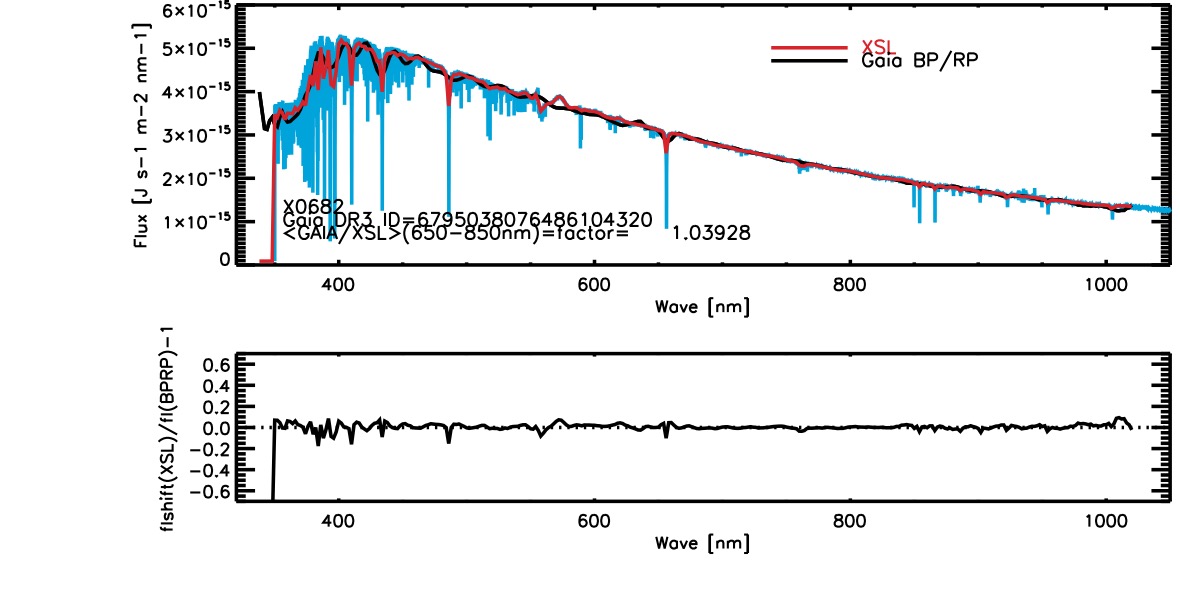 6×10−15
5×10−15
4×10−15
3×10−15
2×10−15
1×10−15
0
Flux [J s−1 m−2 nm−1]
XSL
Gaia BP/RP
X0682
Gaia DR3 ID=6795038076486104320
<GAIA/XSL>(650−850nm)=factor= 1.03928
400 600 800 1000
Wave [nm]
0.6
0.4
0.2
0.0
−0.2
−0.4
−0.6
flshift(XSL)/fl(BPRP)−1
400 600 800 1000
Wave [nm]